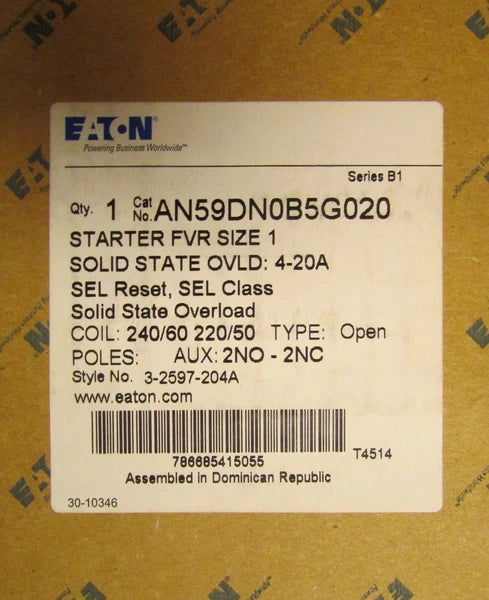 EATON
Powering Business Worldwide™
Series B1
Qty. 1 Cat No. AN59DN0B5G020
STARTER FVR SIZE 1
SOLID STATE OVLD: 4-20A
SEL Reset, SEL Class
Solid State Overload
COIL: 240/60 220/50 TYPE: Open
POLES: AUX: 2NO - 2NC
Style No. 3-2597-204A
www.eaton.com
786685415055
T4514
Assembled in Dominican Republic
30-10346